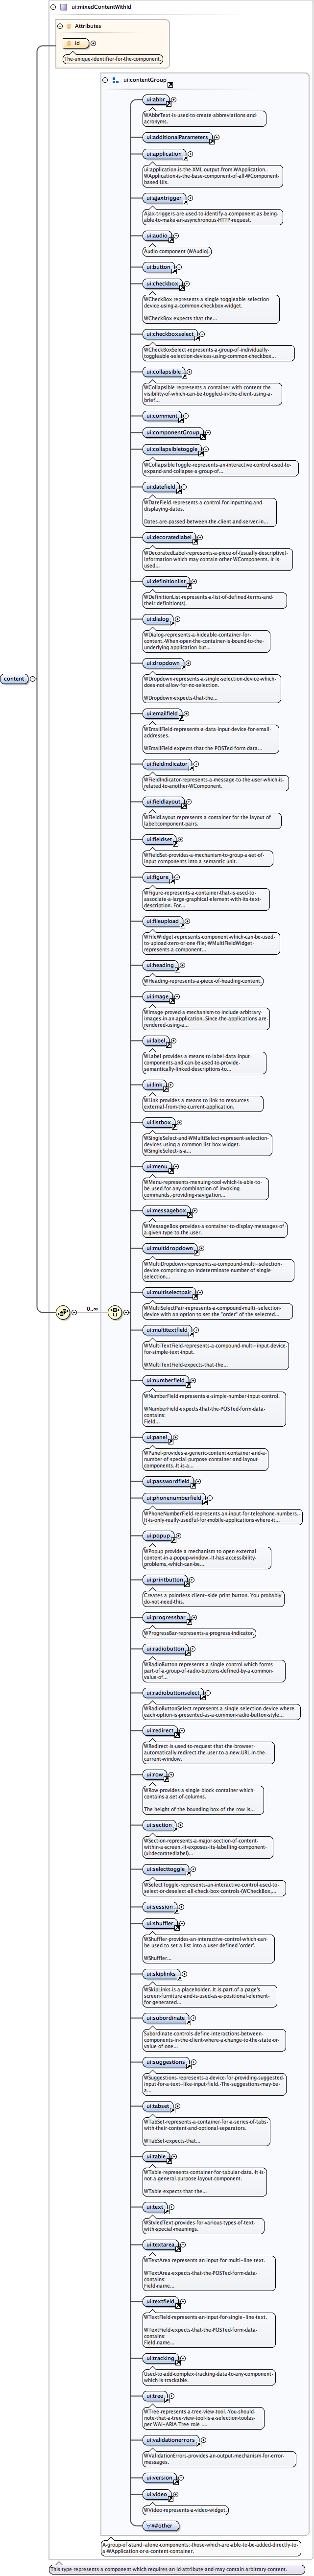 ui:mixedContentWithId
Attributes
id
The unique identifier for the component.
ui:contentGroup
ui:abbr
WAbbrText is used to create abbreviations and
acronyms.
ui:additionalParameters
ui:application
ui:application is the XML output from WApplication.
WApplication is the base component of all WComponent
based UIs.
ui:ajaxtrigger
Ajax triggers are used to identify a component as being
able to make an asynchronous HTTP request.
ui:audio
Audio component (WAudio).
ui:button
ui:checkbox
WCheckBox represents a single toggleable selection
device using a common checkbox widget.
WCheckBox expects that the...
ui:checkboxselect
WCheckBoxSelect represents a group of individually
toggleable selection devices using common checkbox...
ui:collapsible
WCollapsible represents a container with content the
visibility of which can be toggled in the client using a
brief...
ui:comment
ui:componentGroup
ui:collapsibletoggle
WCollapsibleToggle represents an interactive control used to
expand and collapse a group of...
ui:datefield
WDateField represents a control for inputting and
displaying dates.
Dates are passed between the client and server in...
ui:decoratedlabel
WDecoratedLabel represents a piece of (usually descriptive)
information which may contain other WComponents. It is
used...
ui:definitionlist
WDefinitionList represents a list of defined terms and
their definition(s).
ui:dialog
WDialog represents a hideable container for
content. When open the container is bound to the
underlying application but...
content
ui:dropdown
WDropdown represents a single selection device which
does not allow for no selection.
WDropdown expects that the...
ui:emailfield
WEmailField represents a data input device for email
addresses.
WEmailField expects that the POSTed form data...
ui:fieldindicator
WFieldIndicator represents a message to the user which is
related to another WComponent.
ui:fieldlayout
WFieldLayout represents a container for the layout of
label:component pairs.
ui:fieldset
WFieldSet provides a mechanism to group a set of
input components into a semantic unit.
ui:figure
WFigure represents a container that is used to
associate a large graphical element with its text
description. For...
ui:fileupload
WFileWidget represents component which can be used
to upload zero or one file; WMultiFieldWidget
represents a component...
ui:heading
WHeading represents a piece of heading content.
ui:image
WImage proved a mechanism to include arbitrary
images in an application. Since the applications are
rendered using a...
ui:label
WLabel provides a means to label data input
components and can be used to provide
semantically linked descriptions to...
ui:link
WLink provides a means to link to resources
external from the current application.
ui:listbox
WSingleSelect and WMultiSelect represent selection
devices using a common list box widget.
WSingleSelect is a...
ui:menu
WMenu represents menuing tool which is able to
be used for any combination of invoking
commands, providing navigation...
ui:messagebox
WMessageBox provides a container to display messages of
a given type to the user.
ui:multidropdown
WMultiDropdown represents a compound multi-selection
device comprising an indeterminate number of single
selection...
ui:multiselectpair
WMultiSelectPair represents a compound multi-selection
device with an option to set the "order" of the selected...
0..∞
ui:multitextfield
WMultiTextField represents a compound multi-input device
for simple text input.
WMultiTextField expects that the...
ui:numberfield
WNumberField represents a simple number input control.
WNumberField expects that the POSTed form data
contains:
Field...
ui:panel
WPanel provides a generic content container and a
number of special purpose container and layout
components. It is a...
ui:passwordfield
ui:phonenumberfield
WPhoneNumberField represents an input for telephone numbers.
It is only really usedful for mobile applications where it...
ui:popup
WPopup provide a mechanism to open external
content in a popup window. It has accessibility
problems, which can be...
ui:printbutton
Creates a pointless client-side print button. You probably
do not need this.
ui:progressbar
WProgressBar represents a progress indicator.
ui:radiobutton
WRadioButton represents a single control which forms
part of a group of radio buttons defined by a common
value of...
ui:radiobuttonselect
WRadioButtonSelect represents a single selection device where
each option is presented as a common radio button style...
ui:redirect
WRedirect is used to request that the browser
automatically redirect the user to a new URL in the
current window.
ui:row
WRow provides a single block container which
contains a set of columns.
The height of the bounding box of the row is...
ui:section
WSection represents a major section of content
within a screen. It exposes its labelling component
(ui:decoratedlabel)...
ui:selecttoggle
WSelectToggle represents an interactive control used to
select or deselect all check box controls (WCheckBox,...
ui:session
ui:shuffler
WShuffler provides an interactive control which can
be used to set a list into a user defined 'order'.
WShuffler...
ui:skiplinks
WSkipLinks is a placeholder. It is part of a page's
screen furniture and is used as a positional element
for generated...
ui:subordinate
Subordinate controls define interactions between
components in the client where a change to the state or
value of one...
ui:suggestions
WSuggestions represents a device for providing suggested
input for a text-like input field. The suggestions may be
a...
ui:tabset
WTabSet represents a container for a series of tabs
with their content and optional separators.
WTabSet expects that...
ui:table
WTable represents container for tabular data. It is
not a general purpose layout component.
WTable expects that the...
ui:text
WStyledText provides for various types of text
with special meanings.
ui:textarea
WTextArea represents an input for multi-line text.
WTextArea expects that the POSTed form data
contains:
Field name...
ui:textfield
WTextField represents an input for single-line text.
WTextField expects that the POSTed form data
contains:
Field name...
ui:tracking
Used to add complex tracking data to any component
which is trackable.
ui:tree
WTree represents a tree view tool. You should
note that a tree view tool is a selection tool as
per WAI-ARIA Tree role ....
ui:validationerrors
WValidationErrors provides an output mechanism for error
messages.
ui:version
ui:video
WVideo represents a video widget.
##other
A group of stand-alone components: those which are able to be added directly to
a WApplication or a content container.
This type represents a component which requires an id attribute and may contain arbitrary content.